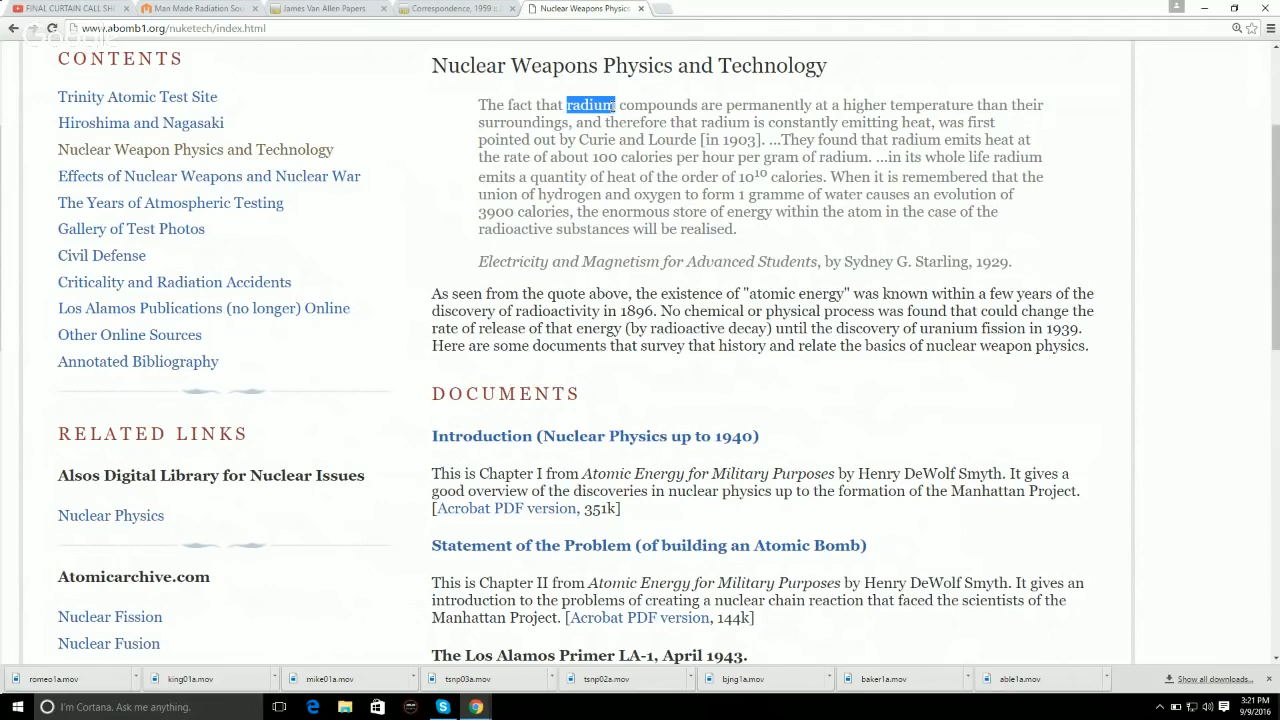 FINAL CURTAIN CALL SH
Man Made Radiation Sou
James Van Allen Papers
Correspondence, 1959 u
Nuclear Weapons Physics
www.abomb1.org/nuketech/index.html
CONTENTS
Trinity Atomic Test Site
Hiroshima and Nagasaki
Nuclear Weapon Physics and Technology
Effects of Nuclear Weapons and Nuclear War
The Years of Atmospheric Testing
Gallery of Test Photos
Civil Defense
Criticality and Radiation Accidents
Los Alamos Publications (no longer) Online
Other Online Sources
Annotated Bibliography
RELATED LINKS
Alsos Digital Library for Nuclear Issues
Nuclear Physics
Atomicarchive.com
Nuclear Fission
Nuclear Fusion
Nuclear Weapons Physics and Technology
The fact that radium compounds are permanently at a higher temperature than their
surroundings, and therefore that radium is constantly emitting heat, was first
pointed out by Curie and Lourde [in 1903]. ...They found that radium emits heat at
the rate of about 100 calories per hour per gram of radium. ...in its whole life radium
emits a quantity of heat of the order of 10¹⁰ calories. When it is remembered that the
union of hydrogen and oxygen to form 1 gramme of water causes an evolution of
3900 calories, the enormous store of energy within the atom in the case of the
radioactive substances will be realised.
Electricity and Magnetism for Advanced Students, by Sydney G. Starling, 1929.
As seen from the quote above, the existence of "atomic energy" was known within a few years of the
discovery of radioactivity in 1896. No chemical or physical process was found that could change the
rate of release of that energy (by radioactive decay) until the discovery of uranium fission in 1939.
Here are some documents that survey that history and relate the basics of nuclear weapon physics.
DOCUMENTS
Introduction (Nuclear Physics up to 1940)
This is Chapter I from Atomic Energy for Military Purposes by Henry DeWolf Smyth. It gives a
good overview of the discoveries in nuclear physics up to the formation of the Manhattan Project.
[Acrobat PDF version, 351k]
Statement of the Problem (of building an Atomic Bomb)
This is Chapter II from Atomic Energy for Military Purposes by Henry DeWolf Smyth. It gives an
introduction to the problems of creating a nuclear chain reaction that faced the scientists of the
Manhattan Project. [Acrobat PDF version, 144k]
The Los Alamos Primer LA-1, April 1943.
romeo1a.mov
king01a.mov
mike01a.mov
tsnp03a.mov
tsnp02a.mov
bjng1a.mov
baker1a.mov
able1a.mov
Show all downloads...
I'm Cortana. Ask me anything.
3:21 PM
9/9/2016